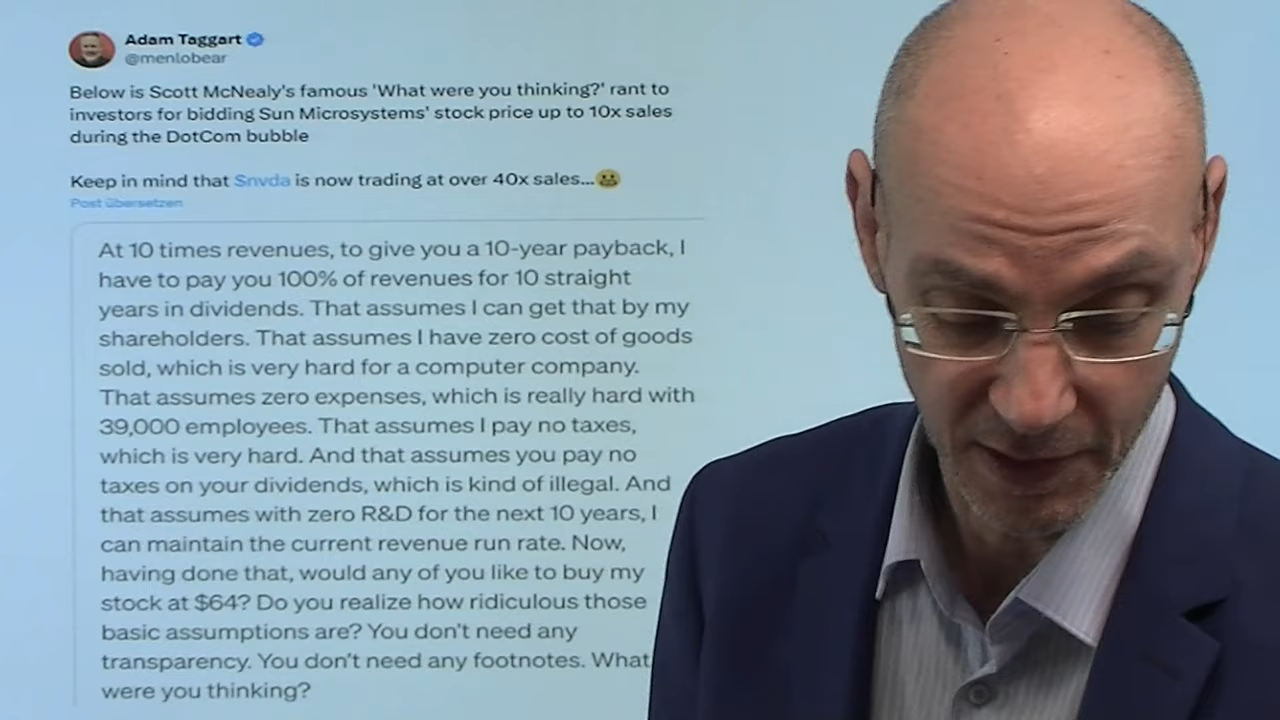 Adam Taggart
@menlobear
Below is Scott McNealy's famous 'What were you thinking?' rant to
investors for bidding Sun Microsystems' stock price up to 10x sales
during the DotCom bubble
Keep in mind that $nvda is now trading at over 40x sales...😬
Post übersetzen
At 10 times revenues, to give you a 10-year payback, I
have to pay you 100% of revenues for 10 straight
years in dividends. That assumes I can get that by my
shareholders. That assumes I have zero cost of goods
sold, which is very hard for a computer company.
That assumes zero expenses, which is really hard with
39,000 employees. That assumes I pay no taxes,
which is very hard. And that assumes you pay no
taxes on your dividends, which is kind of illegal. And
that assumes with zero R&D for the next 10 years, I
can maintain the current revenue run rate. Now,
having done that, would any of you like to buy my
stock at $64? Do you realize how ridiculous those
basic assumptions are? You don't need any
transparency. You don't need any footnotes. What
were you thinking?